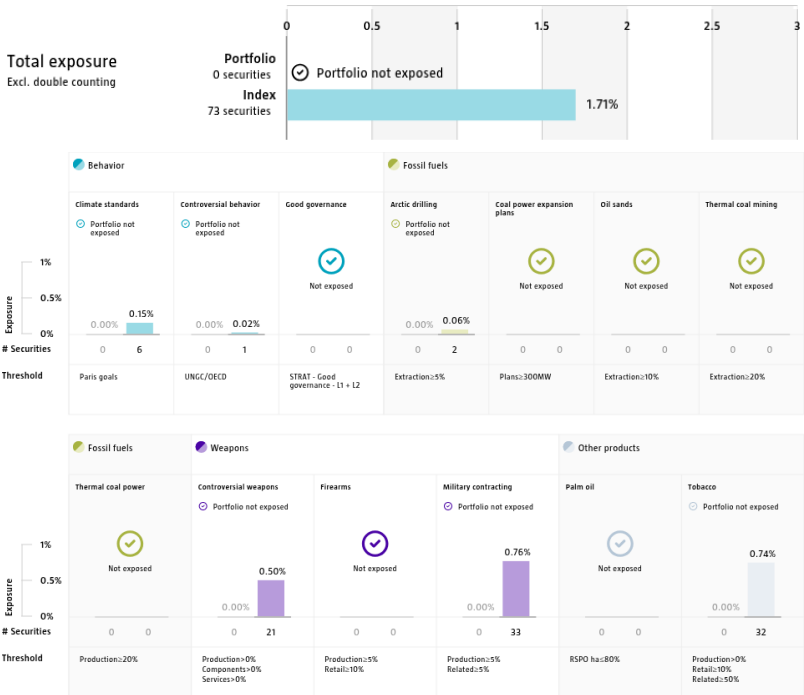 0 0.5 1 1.5 2 2.5 3
Total exposure
Excl. double counting
Portfolio
0 securities
Portfolio not exposed
Index
73 securities
1.71%
Behavior
Fossil fuels
Climate standards
Controversial behavior
Good governance
Arctic drilling
Coal power expansion
plans
Oil sands
Thermal coal mining
Portfolio not
exposed
Portfolio not
exposed
Not exposed
Portfolio not
exposed
Not exposed
Not exposed
Not exposed
Exposure
1%
0.5%
0%
0.00% 0.15%
0.00% 0.02%
0.00% 0.06%
# Securities 0 6 0 1 0 0 0 2 0 0 0 0 0 0
Threshold
Paris goals
UNGC/OECD
STRAT - Good
governance - L1 + L2
Extraction≥5%
Plans≥300MW
Extraction≥10%
Extraction≥20%
Fossil fuels
Weapons
Other products
Thermal coal power
Controversial weapons
Firearms
Military contracting
Palm oil
Tobacco
Not exposed
Portfolio not exposed
Not exposed
Portfolio not exposed
Not exposed
Portfolio not exposed
Exposure
1%
0.5%
0%
0.00% 0.50%
0.00% 0.76%
0.00% 0.74%
# Securities 0 0 0 21 0 0 0 33 0 0 0 32
Threshold
Production≥20%
Production>0%
Components>0%
Services>0%
Production≥5%
Retail≥10%
Production≥5%
Related≥5%
RSPO ha≤80%
Production>0%
Retail≥10%
Related≥50%